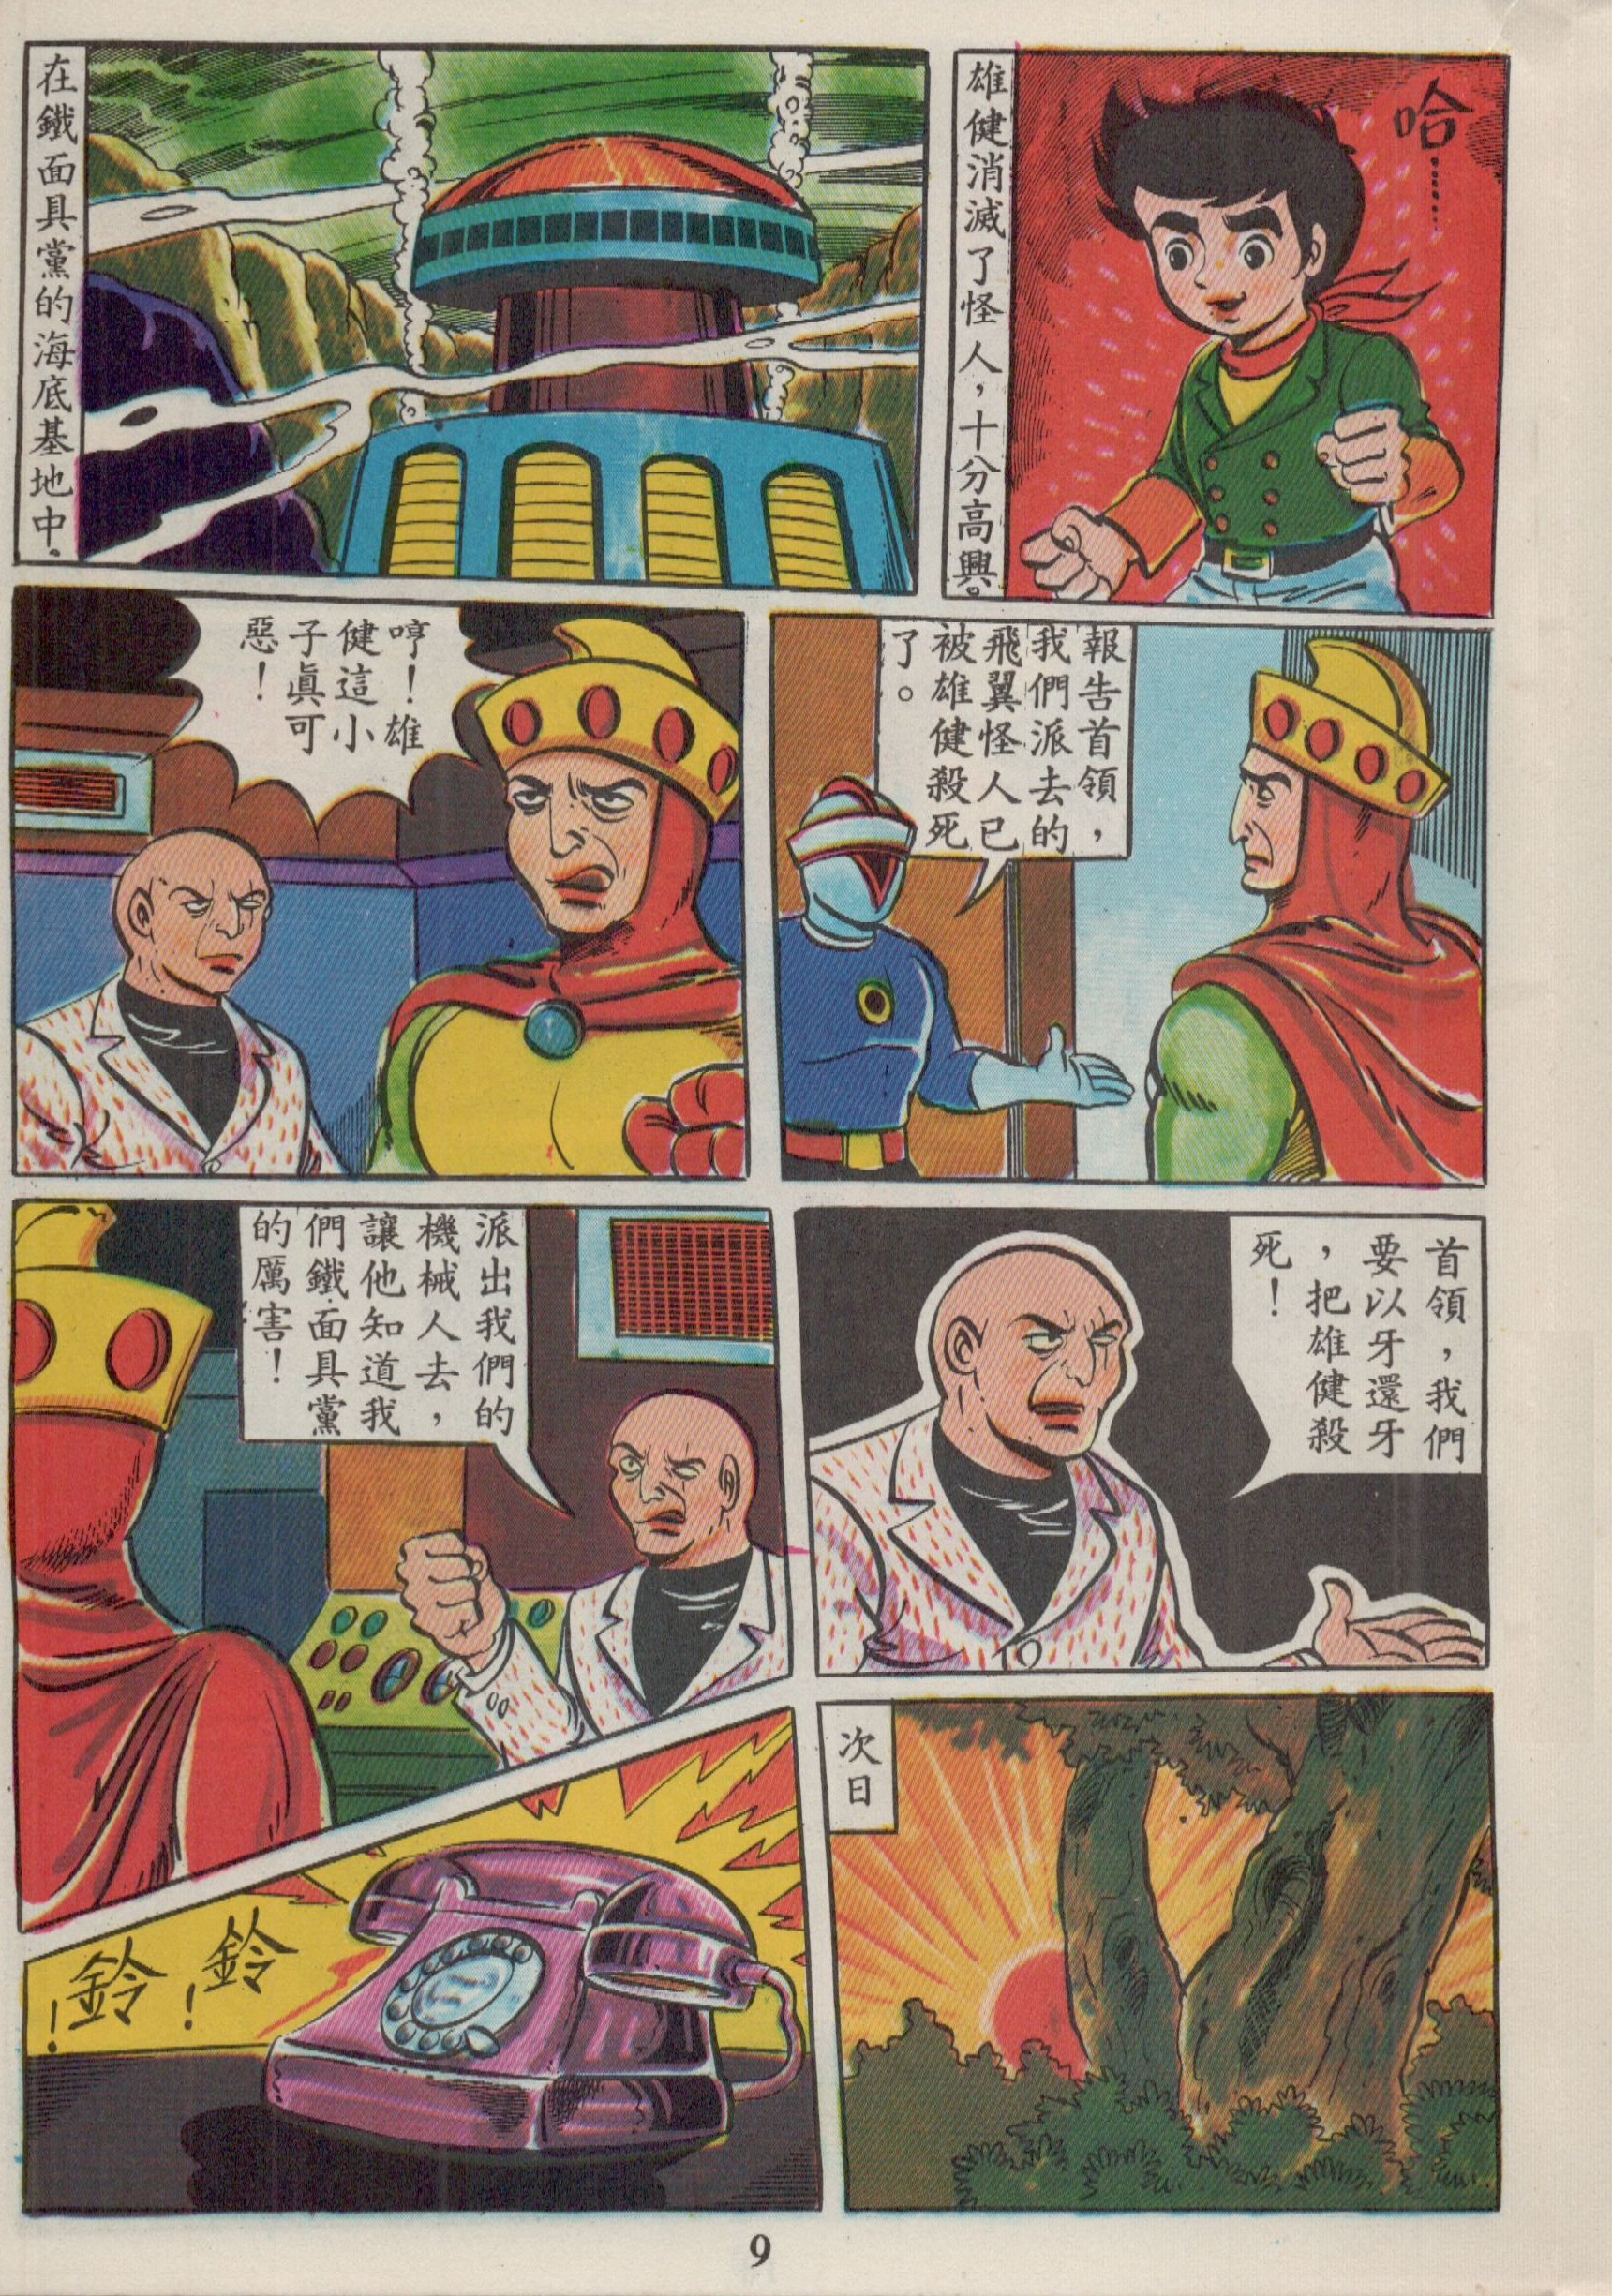 雄健消滅了怪人，十分高興。
哈……
在鐵面具黨的海底基地中.
報告首領，
我們派去的
飛翼怪人已
被雄健殺死
了。
哼！雄
健這小
子真可
惡！
首領，我們
要以牙還牙
，把雄健殺
死！
派出我們的
機械人去，
讓他知道我
們鐵面具黨
的厲害！
次日
鈴！
鈴！
9